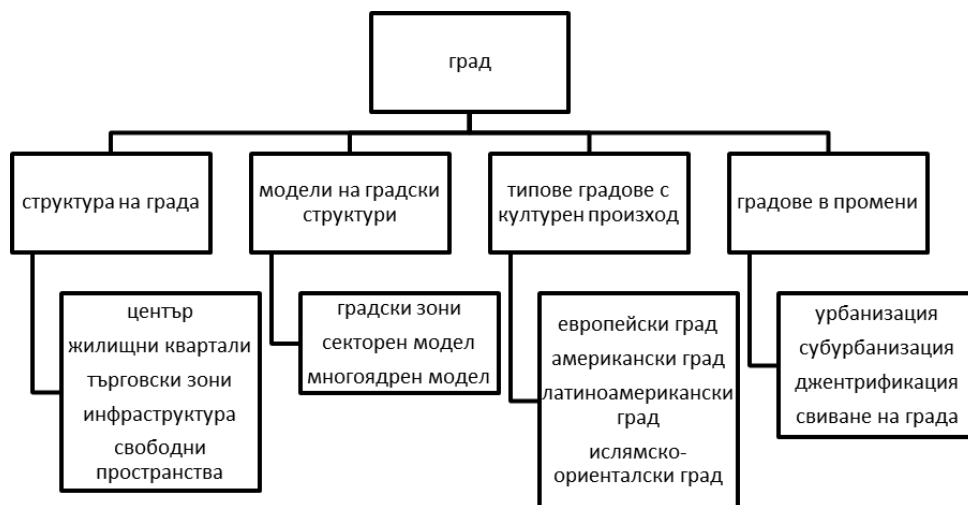 град
структура на града
модели на градски
структури
типове градове с
културен произход
градове в промени
център
жилищни квартали
търговски зони
инфраструктура
свободни
пространства
градски зони
секторен модел
многоядрен модел
европейски град
американски град
латиноамерикански
град
ислямско-
ориенталски град
урбанизация
субурбанизация
джентрификация
свиване на града